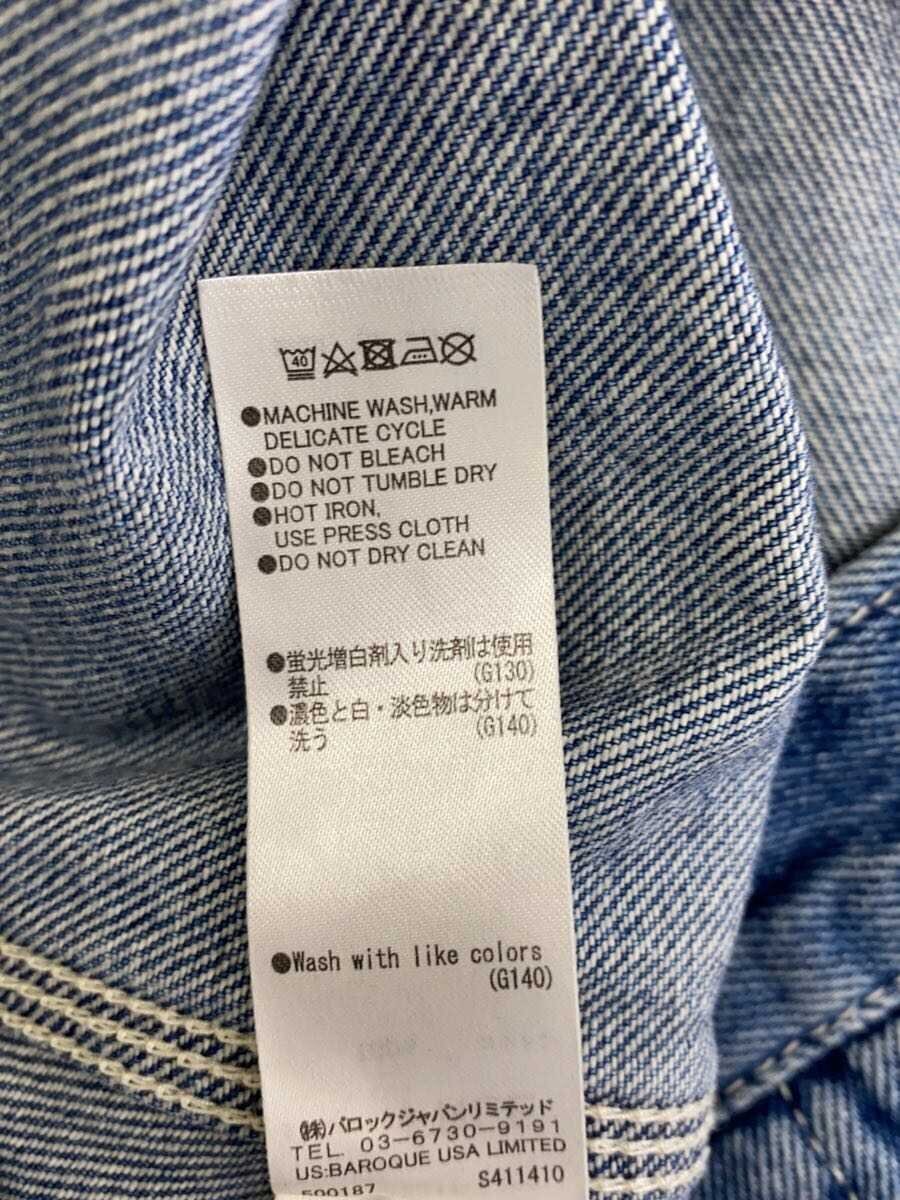 40
●MACHINE WASH,WARM
DELICATE CYCLE
●DO NOT BLEACH
●DO NOT TUMBLE DRY
●HOT IRON,
USE PRESS CLOTH
●DO NOT DRY CLEAN
●蛍光増白剤入り洗剤は使用
禁止 (G130)
●濃色と白・淡色物は分けて
洗う (G140)
●Wash with like colors
(G140)
㈱バロックジャパンリミテッド
TEL. 03-6730-9191
US:BAROQUE USA LIMITED
590187 S411410